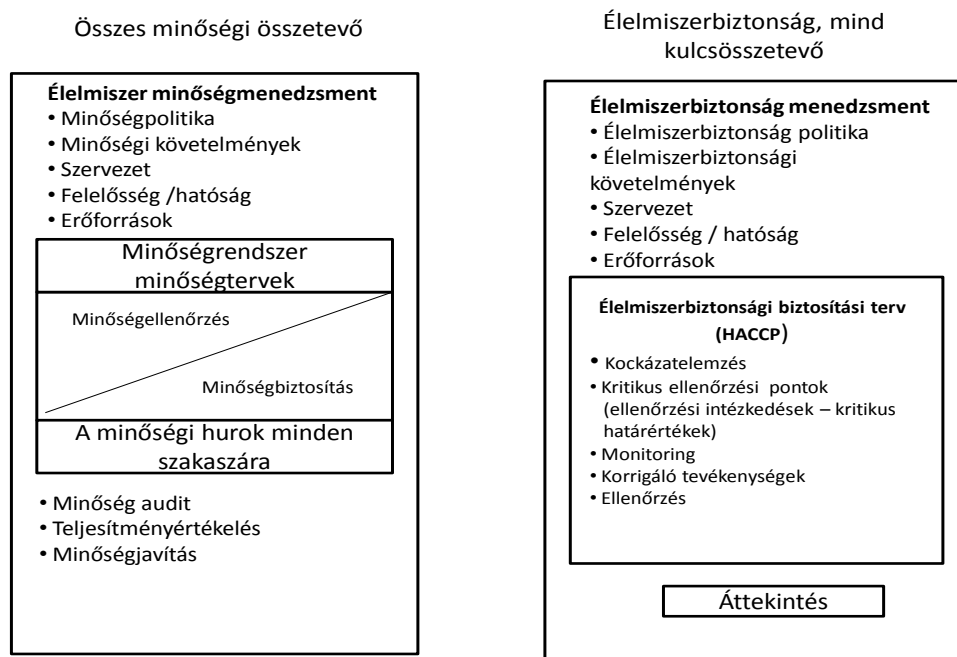 Összes minőségi összetevő
Élelmiszer minőségmenedzsment
• Minőségpolitika
• Minőségi követelmények
• Szervezet
• Felelősség /hatóság
• Erőforrások
Minőségrendszer
minőségtervek
Minőségellenőrzés
Minőségbiztosítás
A minőségi hurok minden
szakaszára
• Minőség audit
• Teljesítményértékelés
• Minőségjavítás
Élelmiszerbiztonság, mind
kulcsösszetevő
Élelmiszerbiztonság menedzsment
• Élelmiszerbiztonság politika
• Élelmiszerbiztonsági
követelmények
• Szervezet
• Felelősség / hatóság
• Erőforrások
Élelmiszerbiztonsági biztosítási terv
(HACCP)
• Kockázatelemzés
• Kritikus ellenőrzési pontok
(ellenőrzési intézkedések – kritikus
határértékek)
• Monitoring
• Korrigáló tevékenységek
• Ellenőrzés
Áttekintés